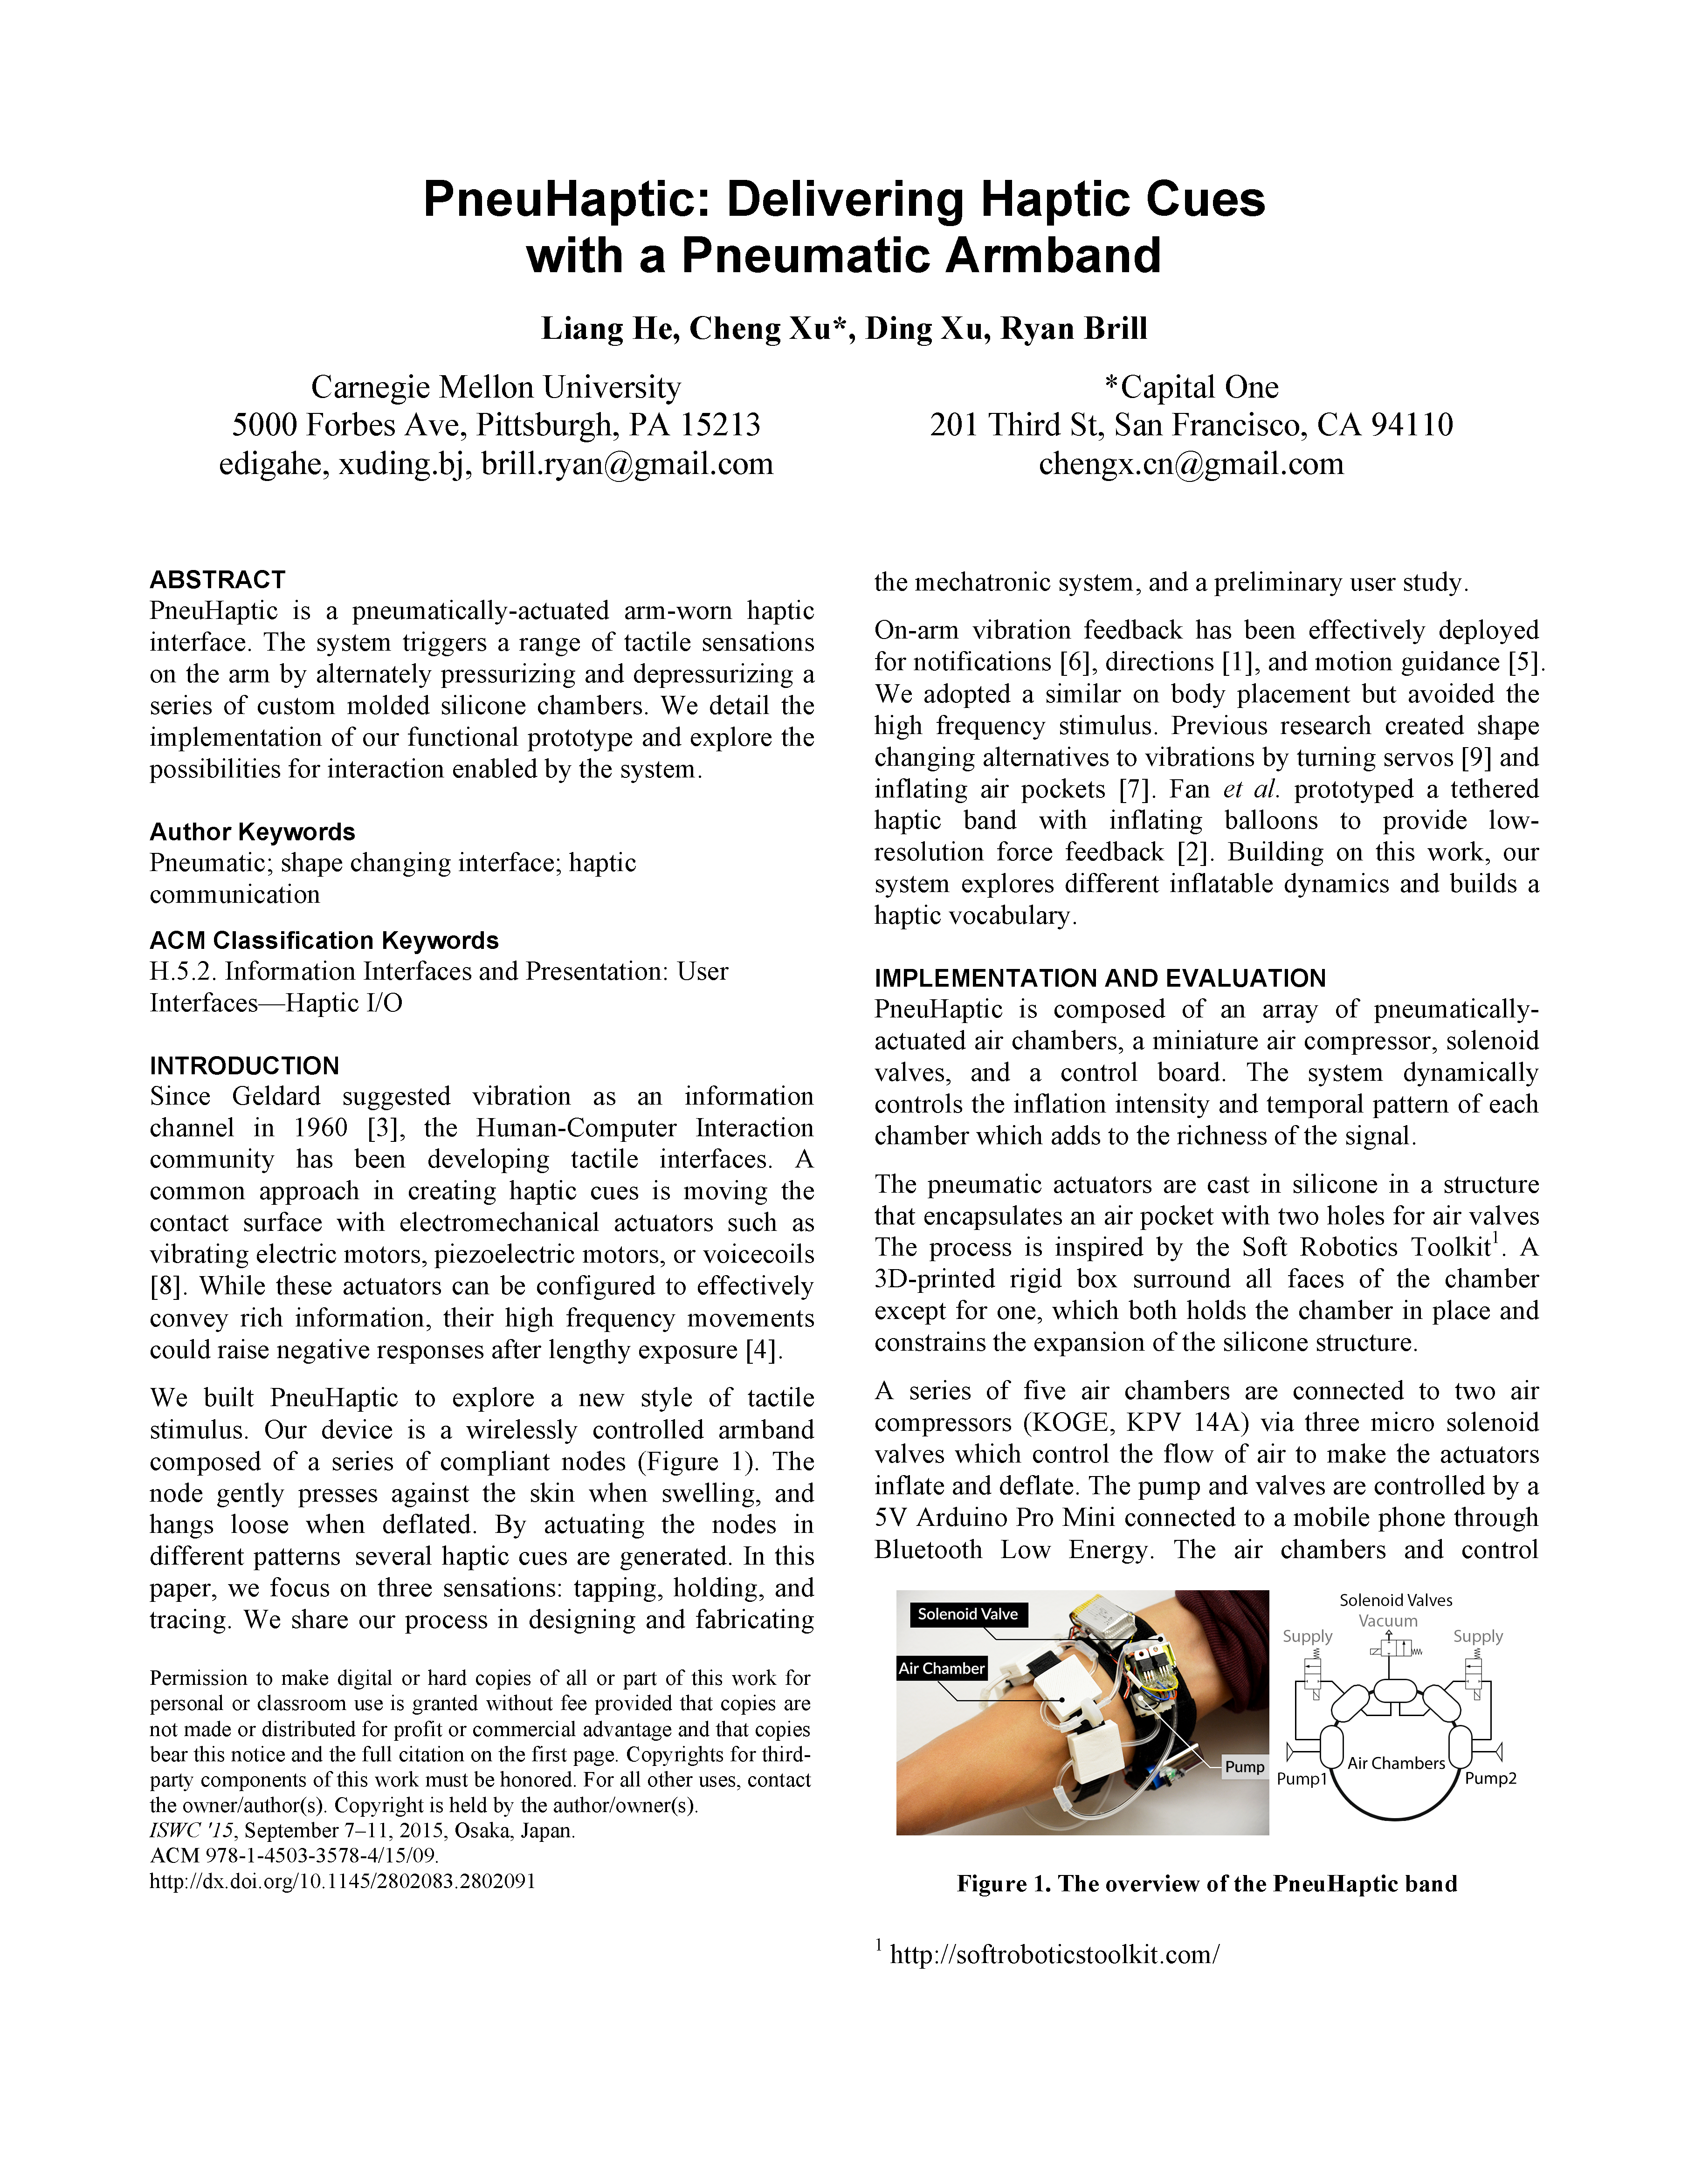 PneuHaptic: Delivering Haptic Cues
with a Pneumatic Armband
Liang He, Cheng Xu*, Ding Xu, Ryan Brill
Carnegie Mellon University
5000 Forbes Ave, Pittsburgh, PA 15213
edigahe, xuding.bj, brill.ryan@gmail.com
*Capital One
201 Third St, San Francisco, CA 94110
chengx.cn@gmail.com
ABSTRACT
PneuHaptic is a pneumatically-actuated arm-worn haptic
interface. The system triggers a range of tactile sensations
on the arm by alternately pressurizing and depressurizing a
series of custom molded silicone chambers. We detail the
implementation of our functional prototype and explore the
possibilities for interaction enabled by the system.
Author Keywords
Pneumatic; shape changing interface; haptic
communication
ACM Classification Keywords
H.5.2. Information Interfaces and Presentation: User
Interfaces—Haptic I/O
INTRODUCTION
Since Geldard suggested vibration as an information
channel in 1960 [3], the Human-Computer Interaction
community has been developing tactile interfaces. A
common approach in creating haptic cues is moving the
contact surface with electromechanical actuators such as
vibrating electric motors, piezoelectric motors, or voicecoils
[8]. While these actuators can be configured to effectively
convey rich information, their high frequency movements
could raise negative responses after lengthy exposure [4].
We built PneuHaptic to explore a new style of tactile
stimulus. Our device is a wirelessly controlled armband
composed of a series of compliant nodes (Figure 1). The
node gently presses against the skin when swelling, and
hangs loose when deflated. By actuating the nodes in
different patterns several haptic cues are generated. In this
paper, we focus on three sensations: tapping, holding, and
tracing. We share our process in designing and fabricating
Permission to make digital or hard copies of all or part of this work for
personal or classroom use is granted without fee provided that copies are
not made or distributed for profit or commercial advantage and that copies
bear this notice and the full citation on the first page. Copyrights for third-
party components of this work must be honored. For all other uses, contact
the owner/author(s). Copyright is held by the author/owner(s).
ISWC '15, September 7–11, 2015, Osaka, Japan.
ACM 978-1-4503-3578-4/15/09.
http://dx.doi.org/10.1145/2802083.2802091
the mechatronic system, and a preliminary user study.
On-arm vibration feedback has been effectively deployed
for notifications [6], directions [1], and motion guidance [5].
We adopted a similar on body placement but avoided the
high frequency stimulus. Previous research created shape
changing alternatives to vibrations by turning servos [9] and
inflating air pockets [7]. Fan et al. prototyped a tethered
haptic band with inflating balloons to provide low-
resolution force feedback [2]. Building on this work, our
system explores different inflatable dynamics and builds a
haptic vocabulary.
IMPLEMENTATION AND EVALUATION
PneuHaptic is composed of an array of pneumatically-
actuated air chambers, a miniature air compressor, solenoid
valves, and a control board. The system dynamically
controls the inflation intensity and temporal pattern of each
chamber which adds to the richness of the signal.
The pneumatic actuators are cast in silicone in a structure
that encapsulates an air pocket with two holes for air valves
The process is inspired by the Soft Robotics Toolkit1. A
3D-printed rigid box surround all faces of the chamber
except for one, which both holds the chamber in place and
constrains the expansion of the silicone structure.
A series of five air chambers are connected to two air
compressors (KOGE, KPV 14A) via three micro solenoid
valves which control the flow of air to make the actuators
inflate and deflate. The pump and valves are controlled by a
5V Arduino Pro Mini connected to a mobile phone through
Bluetooth Low Energy. The air chambers and control
Solenoid Valve
Air Chamber
Pump
Solenoid Valves
Vacuum
Supply
Supply
Air Chambers
Pump1
Pump2
Figure 1. The overview of the PneuHaptic band
1 http://softroboticstoolkit.com/